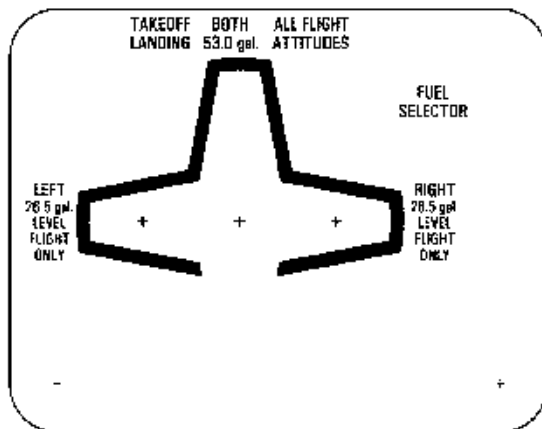 TAKEOFF BOTH ALL FLIGHT
LANDING 53.0 gal. ATTITUDES
FUEL
SELECTOR
LEFT
26.5 gal.
LEVEL
FLIGHT
ONLY
RIGHT
26.5 gal
LEVEL
FLIGHT
ONLY